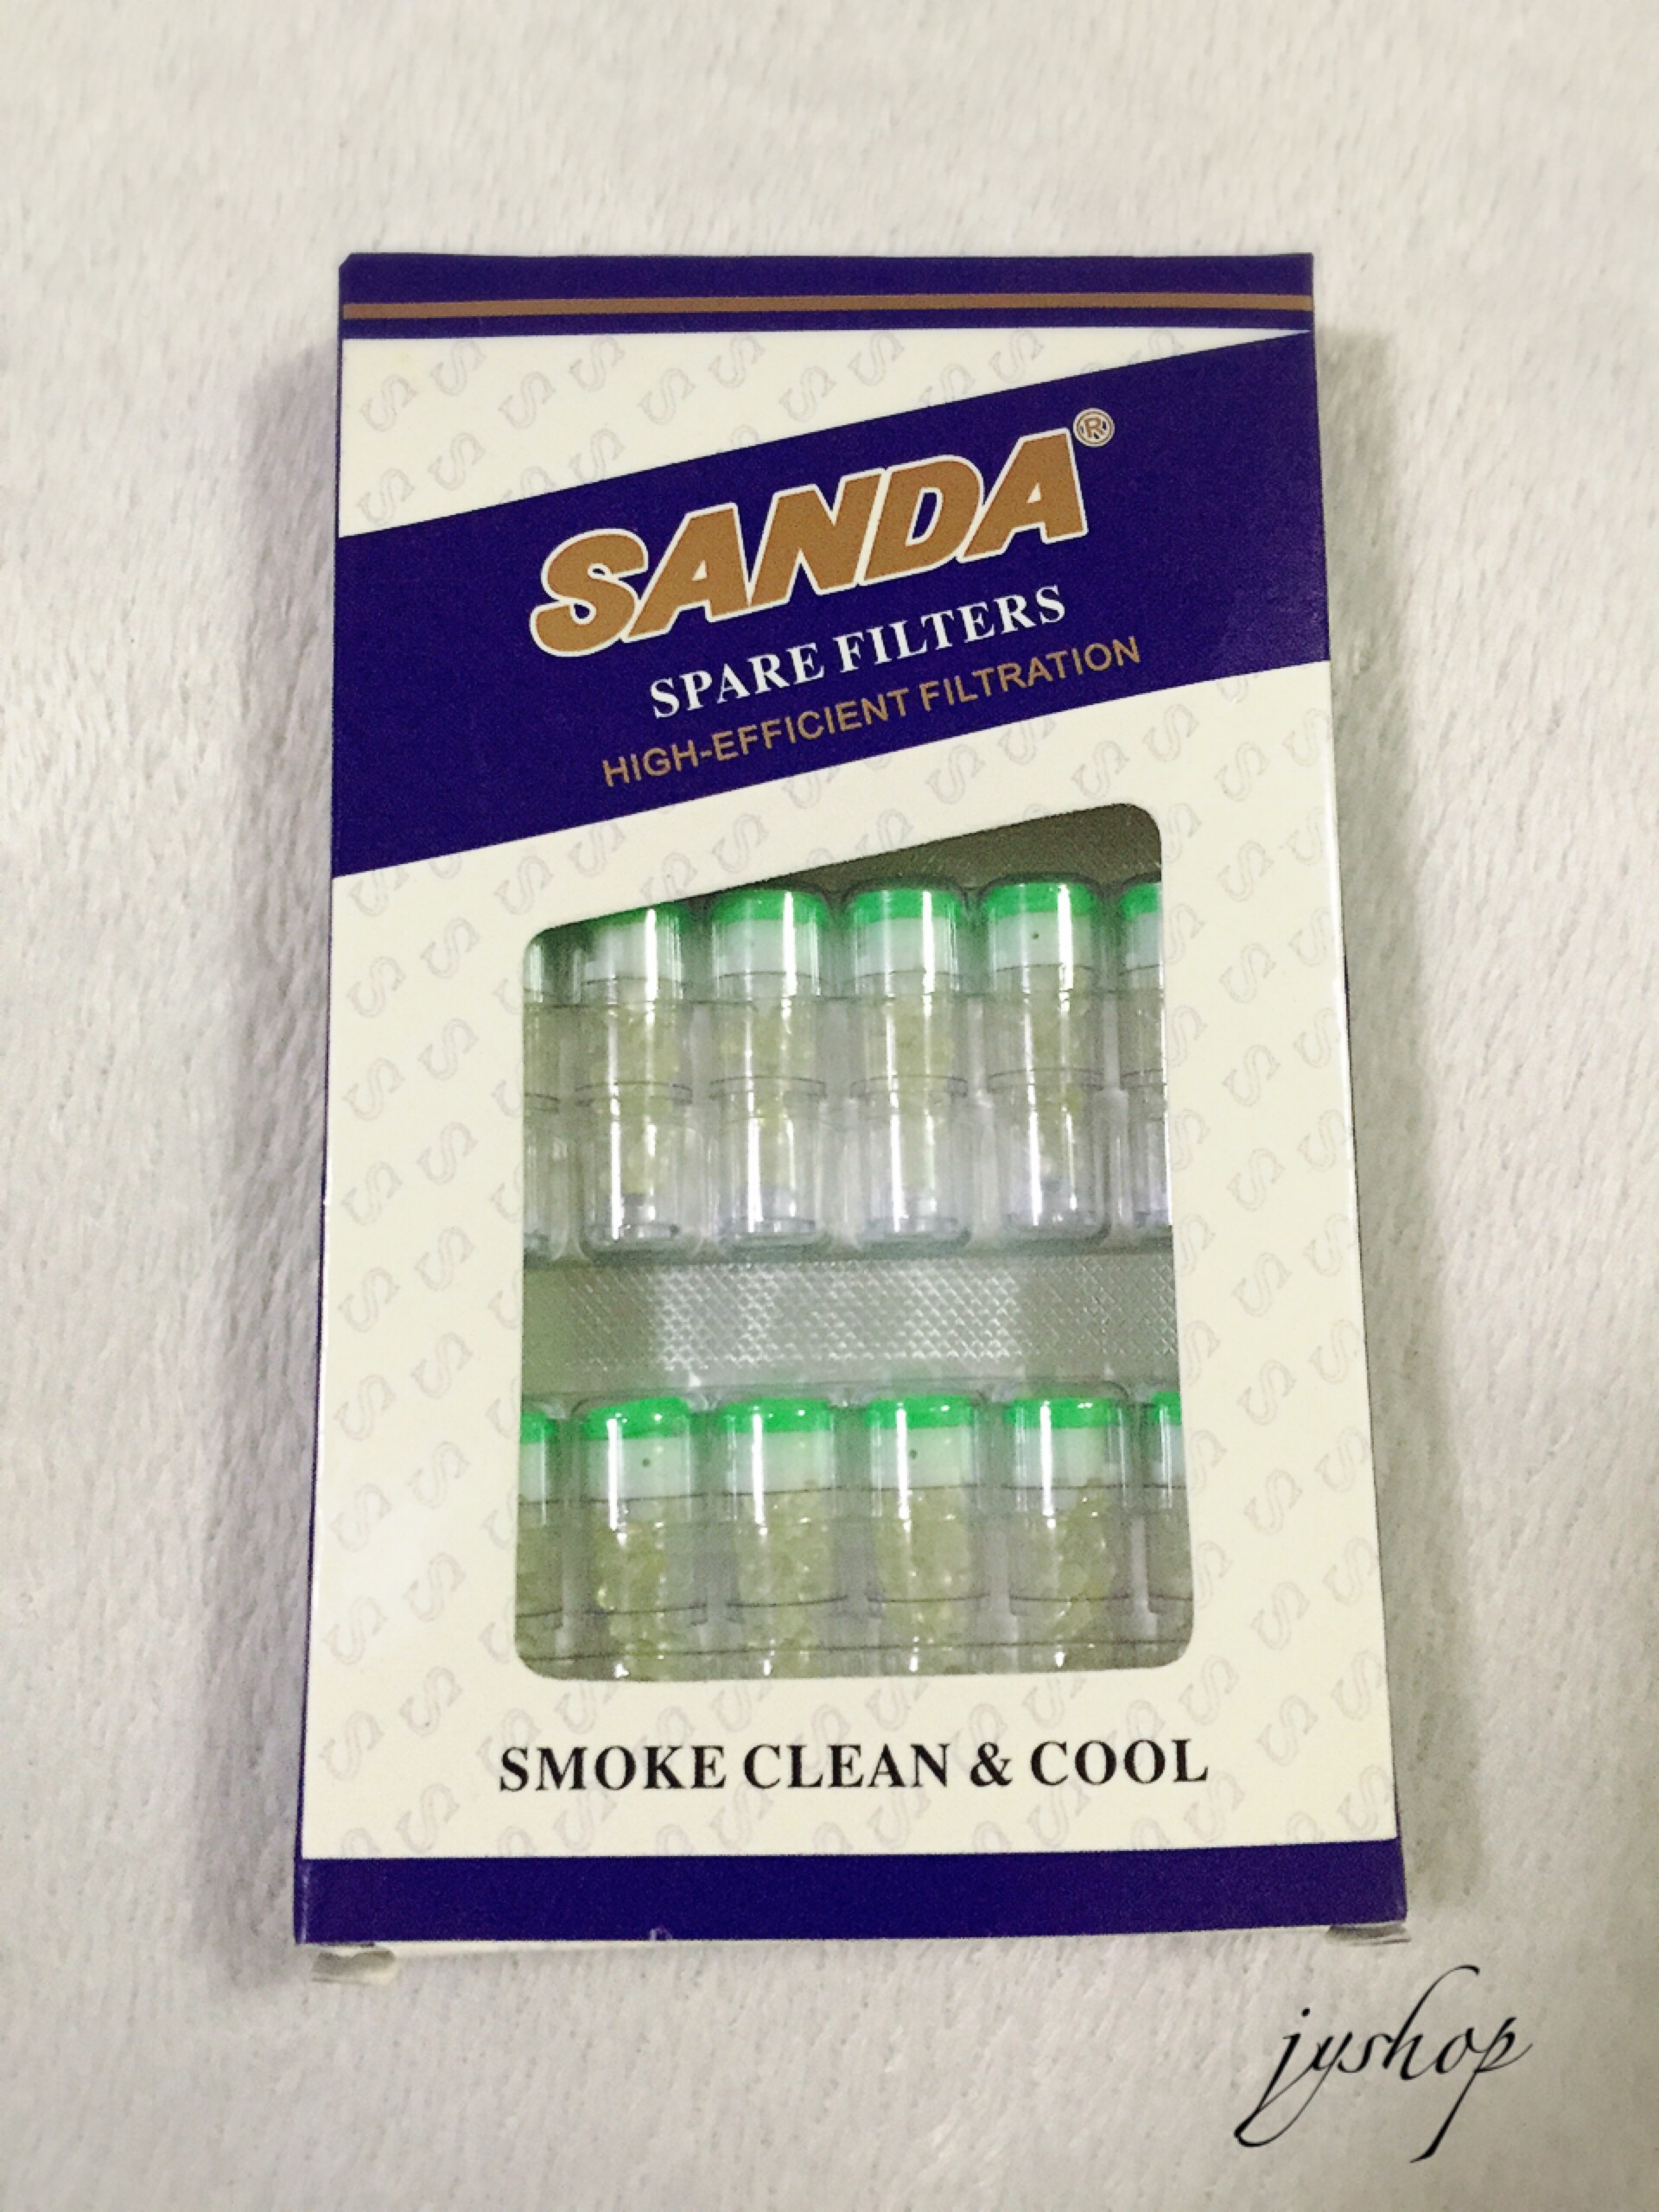 SANDA®
SPARE FILTERS
HIGH-EFFICIENT FILTRATION
SMOKE CLEAN & COOL
jyshop